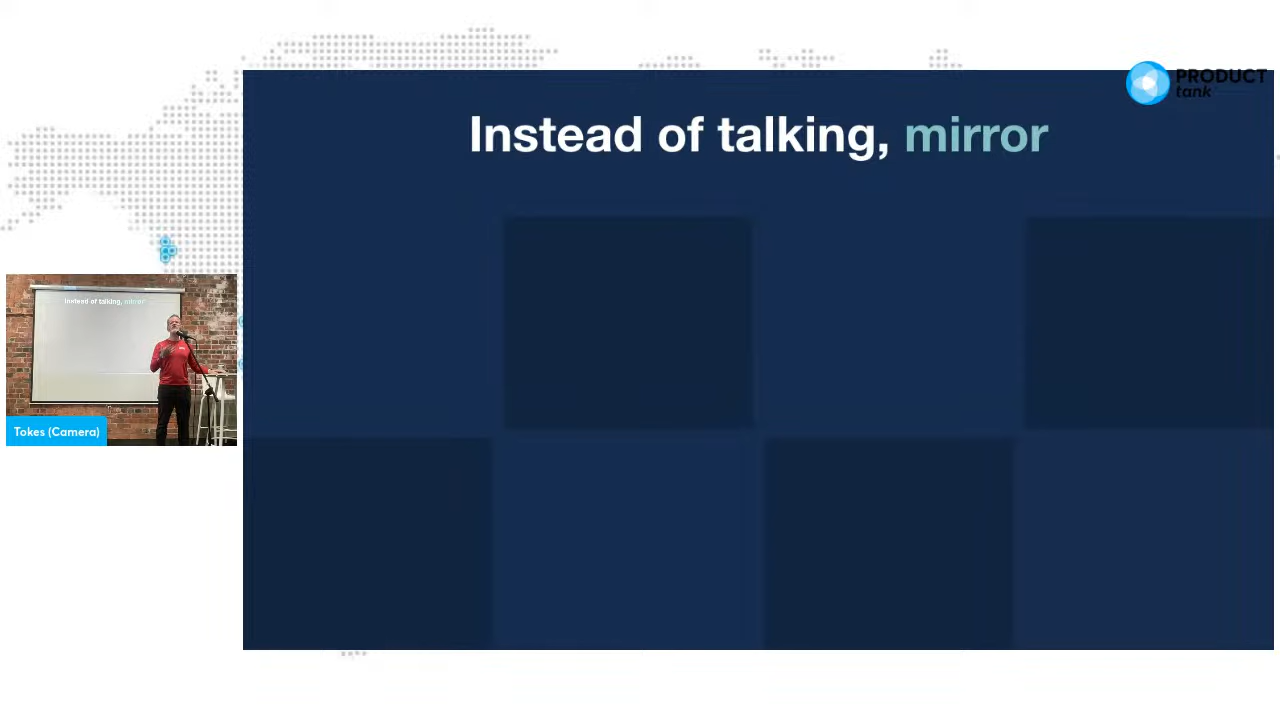 PRODUCT
tank
Instead of talking, mirror
Instead of talking, mirror
Tokes (Camera)